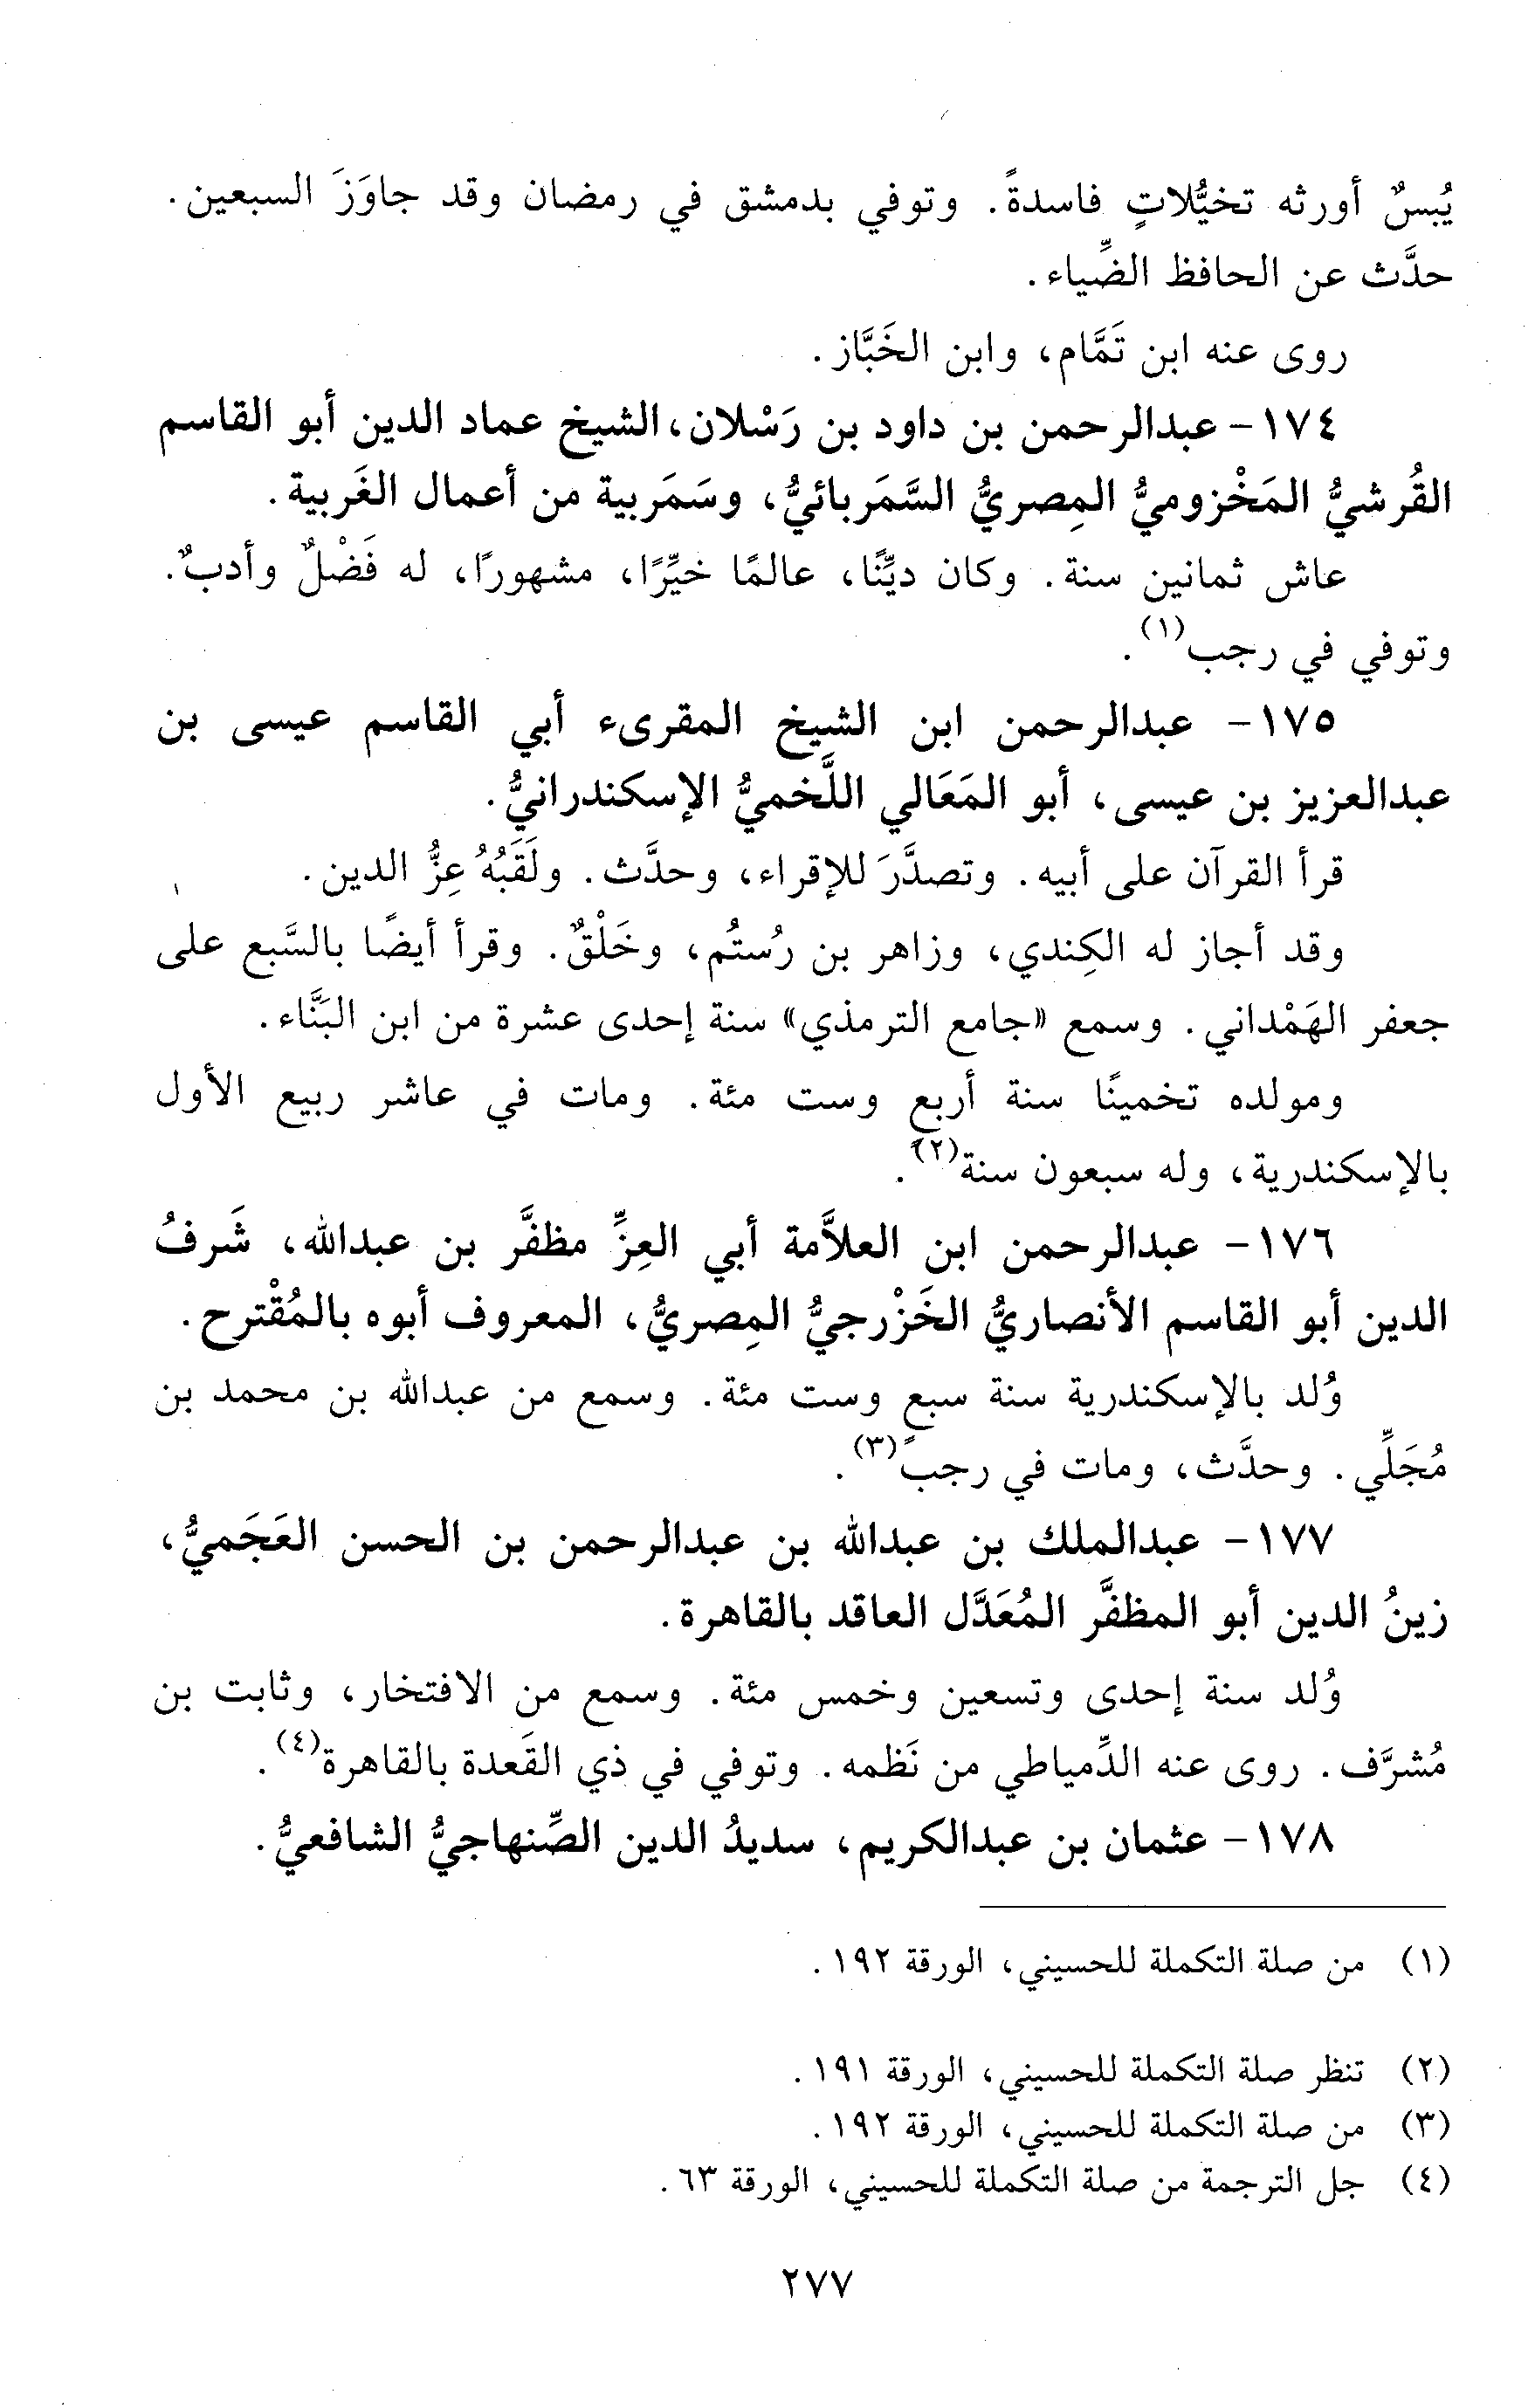 يُبسٌ أورثه تخيُّلاتٍ فاسدةً. وتوفي بدمشق في رمضان وقد جاوَزَ السبعين.
حدَّث عن الحافظ الضِّياء.
روى عنه ابن تَمَّام، وابن الخَبَّاز.
١٧٤- عبدالرحمن بن داود بن رَسْلان، الشيخ عماد الدين أبو القاسم
القُرشيُّ المَخْزوميُّ المِصريُّ السَّمَربائيُّ، وسَمَربية من أعمال الغَربية.
عاش ثمانين سنة. وكان ديِّنًا، عالمًا خيِّرًا، مشهورًا، له فَضْلٌ وأدبٌ.
وتوفي في رجب(١).
١٧٥- عبدالرحمن ابن الشيخ المقرىء أبي القاسم عيسى بن
عبدالعزيز بن عيسى، أبو المَعَالي اللَّخميُّ الإسكندرانيُّ.
قرأ القرآن على أبيه. وتصدَّرَ للإقراء، وحدَّث. ولَقَبُهُ عِزُّ الدين.
وقد أجاز له الكِندي، وزاهر بن رُستُم، وخَلْقٌ. وقرأ أيضًا بالسَّبع على
جعفر الهَمْداني. وسمع «جامع الترمذي» سنة إحدى عشرة من ابن البَنَّاء.
ومولده تخمينًا سنة أربع وست مئة. ومات في عاشر ربيع الأول
بالإسكندرية، وله سبعون سنة(٢).
١٧٦- عبدالرحمن ابن العلاَّمة أبي العِزِّ مظفَّر بن عبدالله، شَرفُ
الدين أبو القاسم الأنصاريُّ الخَزْرجيُّ المِصريُّ، المعروف أبوه بالمُقْترح.
وُلد بالإسكندرية سنة سبعٍ وست مئة. وسمع من عبدالله بن محمد بن
مُجَلِّي. وحدَّث، ومات في رجب(٣).
١٧٧- عبدالملك بن عبدالله بن عبدالرحمن بن الحسن العَجَميُّ،
زينُ الدين أبو المظفَّر المُعَدَّل العاقد بالقاهرة.
وُلد سنة إحدى وتسعين وخمس مئة. وسمع من الافتخار، وثابت بن
مُشرَّف. روى عنه الدِّمياطي من نَظمه. وتوفي في ذي القَعدة بالقاهرة(٤).
١٧٨- عثمان بن عبدالكريم، سديدُ الدين الصِّنهاجيُّ الشافعيُّ.
(١) من صلة التكملة للحسيني، الورقة ١٩٢.
(٢) تنظر صلة التكملة للحسيني، الورقة ١٩١.
(٣) من صلة التكملة للحسيني، الورقة ١٩٢.
(٤) جل الترجمة من صلة التكملة للحسيني، الورقة ٦٣.
٢٧٧